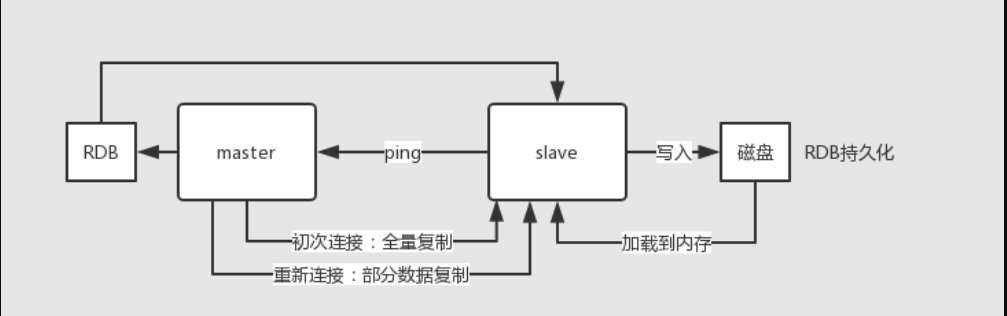 RDB
master
ping
slave
写入
磁盘
RDB持久化
初次连接：全量复制
加载到内存
重新连接：部分数据复制